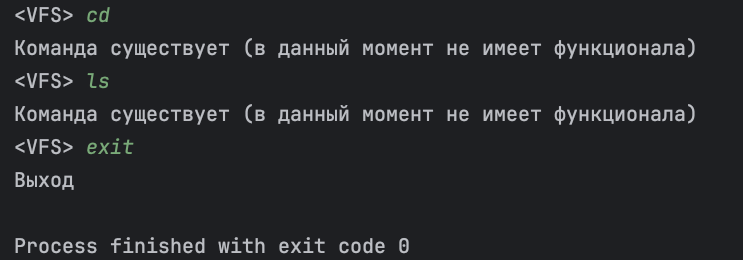 <VFS> cd
Команда существует (в данный момент не имеет функционала)
<VFS> ls
Команда существует (в данный момент не имеет функционала)
<VFS> exit
Выход
Process finished with exit code 0